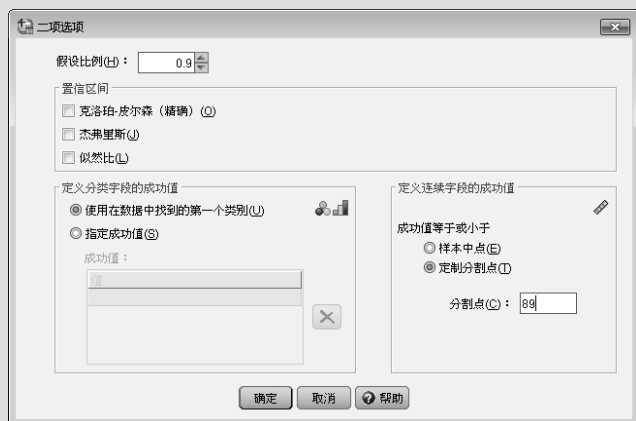 二项选项
假设比例(H)： 0.9
置信区间
克洛珀-皮尔森（精确）(O)
杰弗里斯(J)
似然比(L)
定义分类字段的成功值
使用在数据中找到的第一个类别(U)
指定成功值(S)
成功值：
值
定义连续字段的成功值
成功值等于或小于
样本中点(E)
定制分割点(T)
分割点(C)： 89
确定 取消 帮助